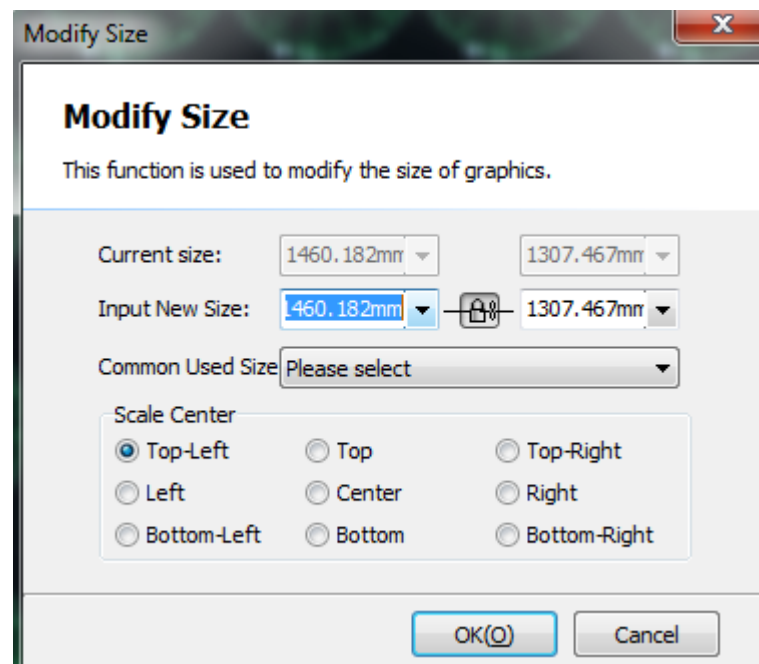 Modify Size
Modify Size
This function is used to modify the size of graphics.
Current size: 1460.182mm 1307.467mm
Input New Size: 1460.182mm 1307.467mm
Common Used Size Please select
Scale Center
Top-Left Top Top-Right
Left Center Right
Bottom-Left Bottom Bottom-Right
OK(O) Cancel